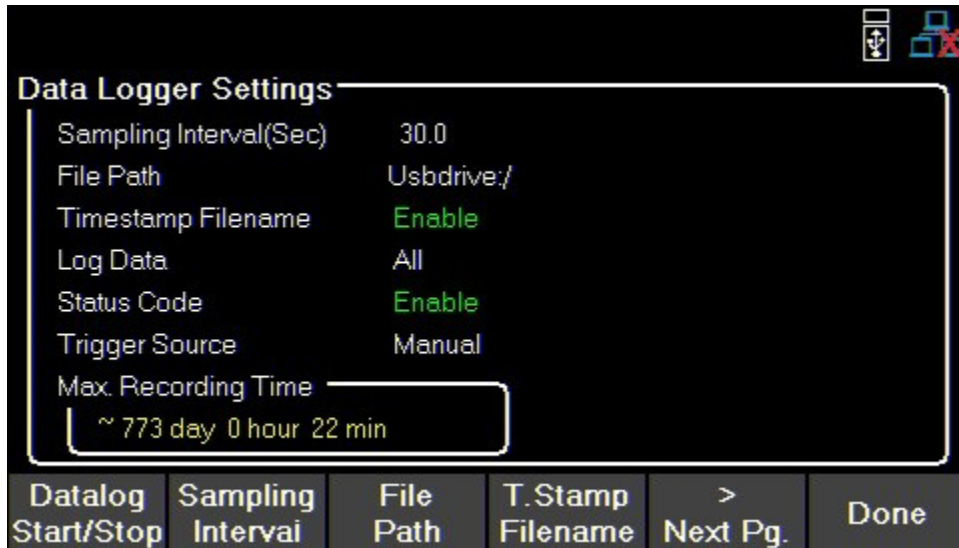 Data Logger Settings
Sampling Interval(Sec) 30.0
File Path Usbdrive:/
Timestamp Filename Enable
Log Data All
Status Code Enable
Trigger Source Manual
Max. Recording Time
~ 773 day 0 hour 22 min
Datalog Start/Stop
Sampling Interval
File Path
T.Stamp Filename
> Next Pg.
Done